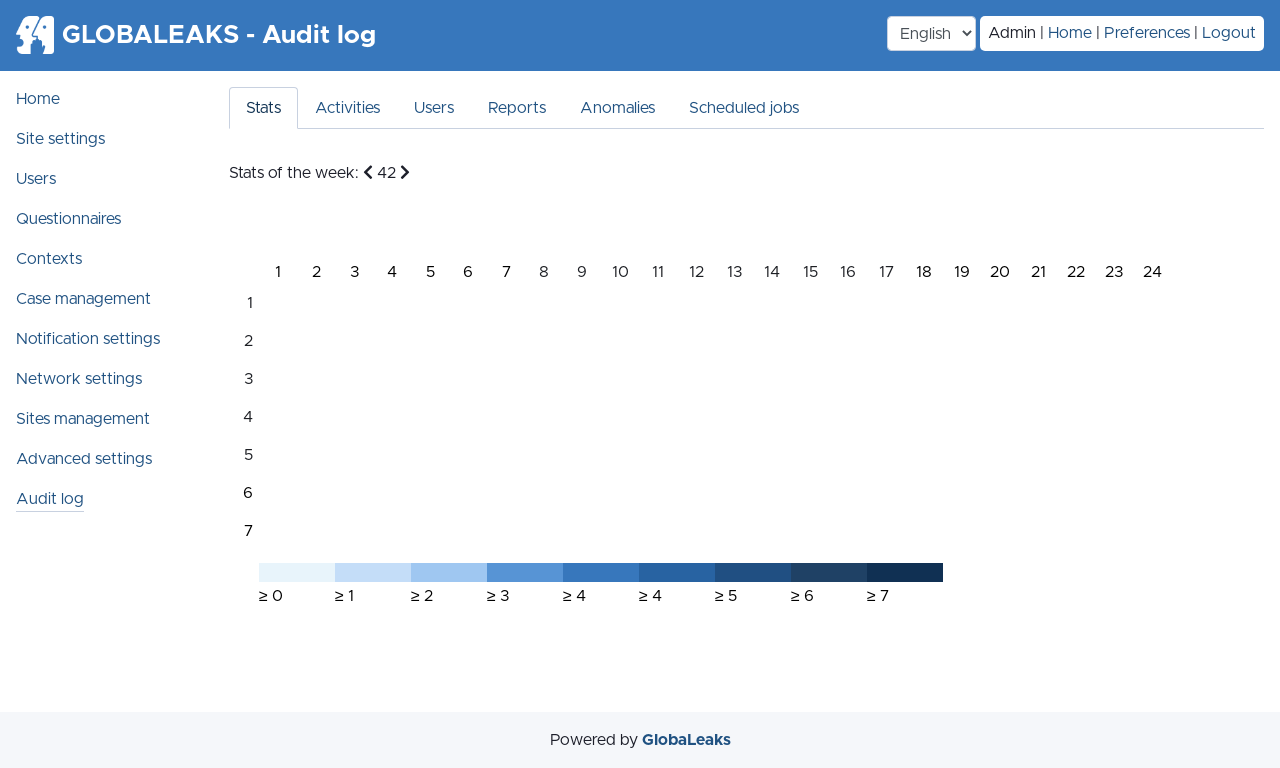 GLOBALEAKS - Audit log
English
Admin | Home | Preferences | Logout
Home
Site settings
Users
Questionnaires
Contexts
Case management
Notification settings
Network settings
Sites management
Advanced settings
Audit log
Stats Activities Users Reports Anomalies Scheduled jobs
Stats of the week: 42
1 2 3 4 5 6 7 8 9 10 11 12 13 14 15 16 17 18 19 20 21 22 23 24
1
2
3
4
5
6
7
≥ 0 ≥ 1 ≥ 2 ≥ 3 ≥ 4 ≥ 4 ≥ 5 ≥ 6 ≥ 7
Powered by GlobaLeaks